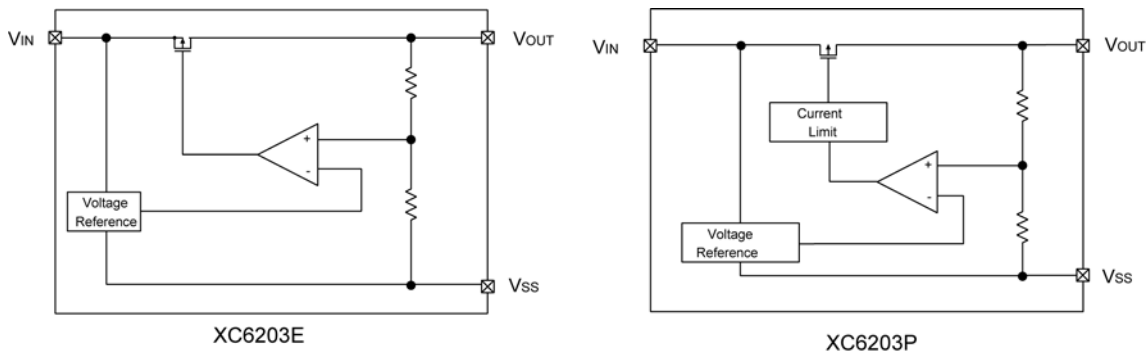 VIN
VOUT
+
-
Voltage
Reference
VSS
XC6203E
VIN
VOUT
Current
Limit
+
-
Voltage
Reference
VSS
XC6203P